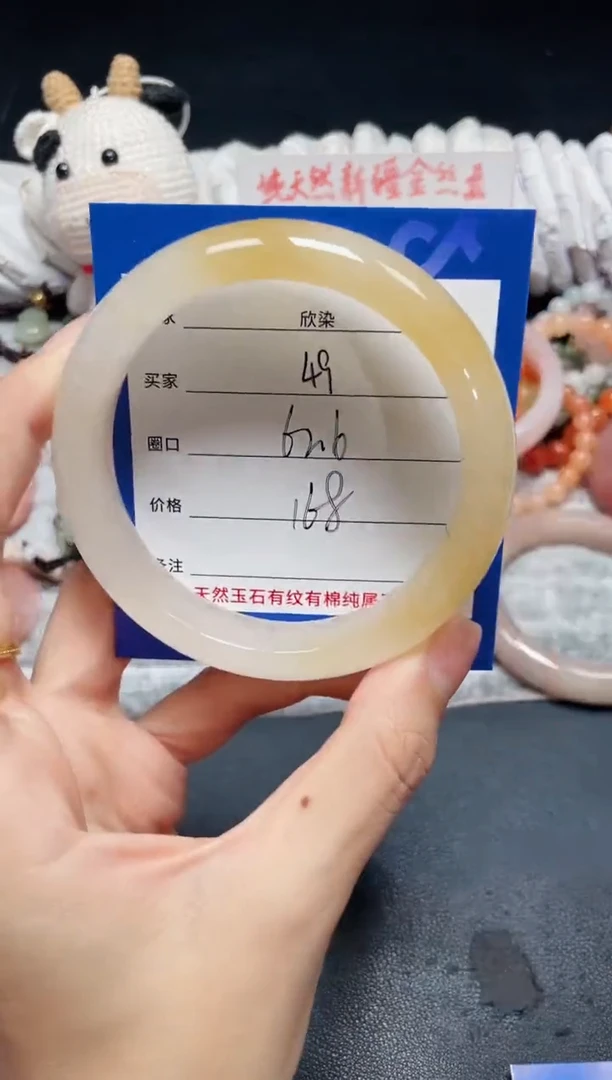 纯天然新疆金丝玉
欣染
买家 49
圈口
价格 168
注
天然玉石有纹有棉纯属